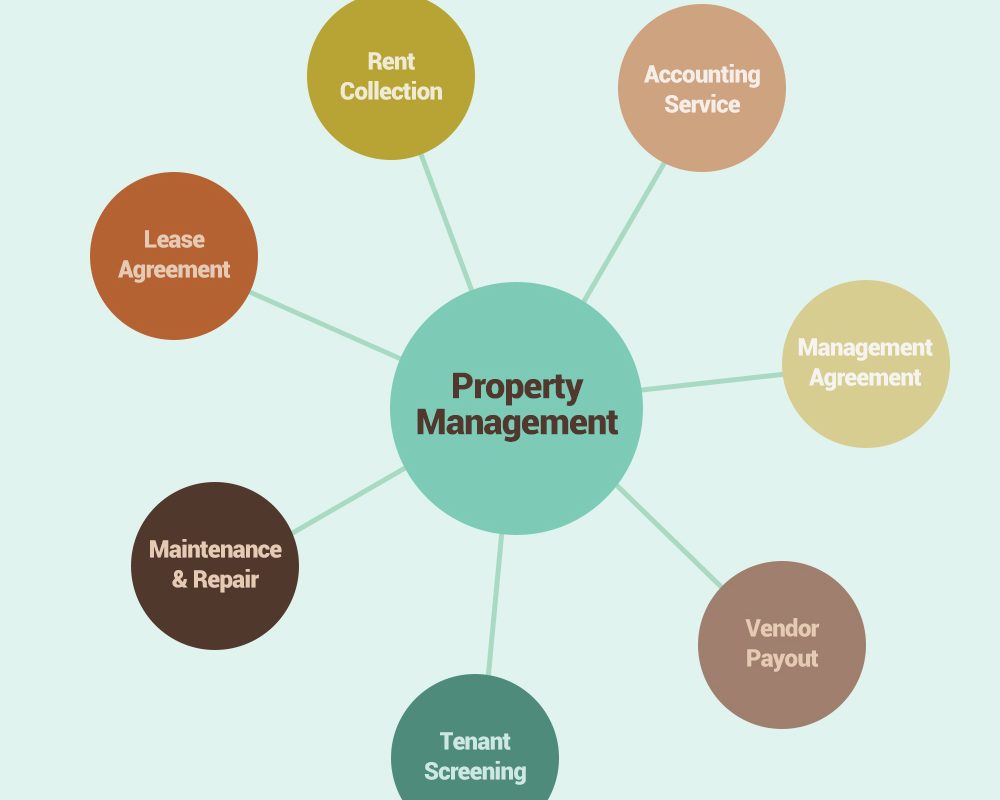 Rent
Collection
Accounting
Service
Lease
Agreement
Management
Agreement
Property
Management
Maintenance
& Repair
Vendor
Payout
Tenant
Screening